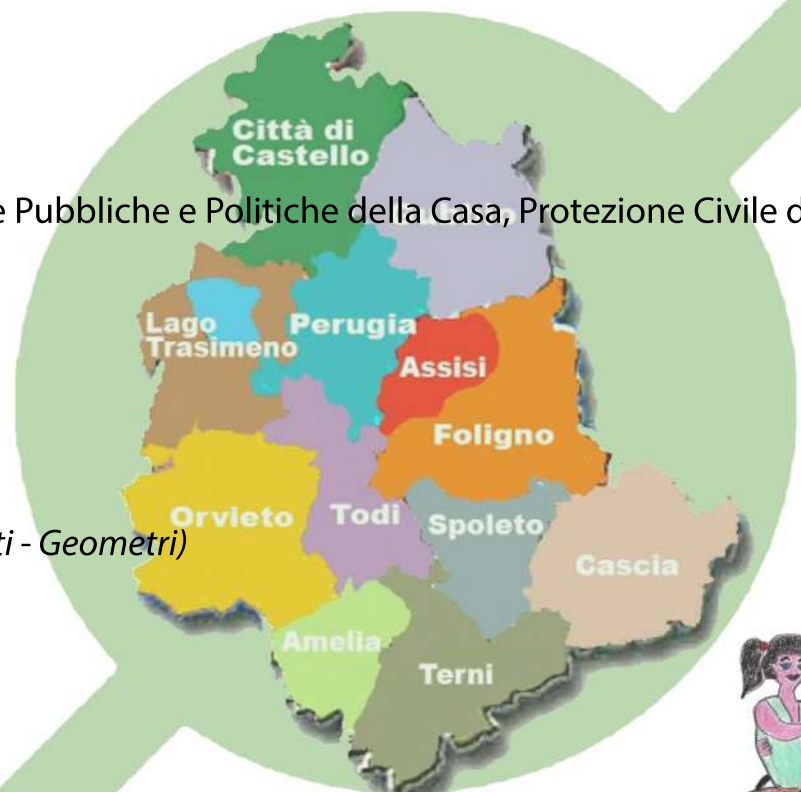 Città di
Castello
e Pubbliche e Politiche della Casa, Protezione Civile d
Lago
Trasimeno
Perugia
Assisi
Foligno
Orvieto
Todi
Spoleto
ti - Geometri)
Cascia
Amelia
Terni